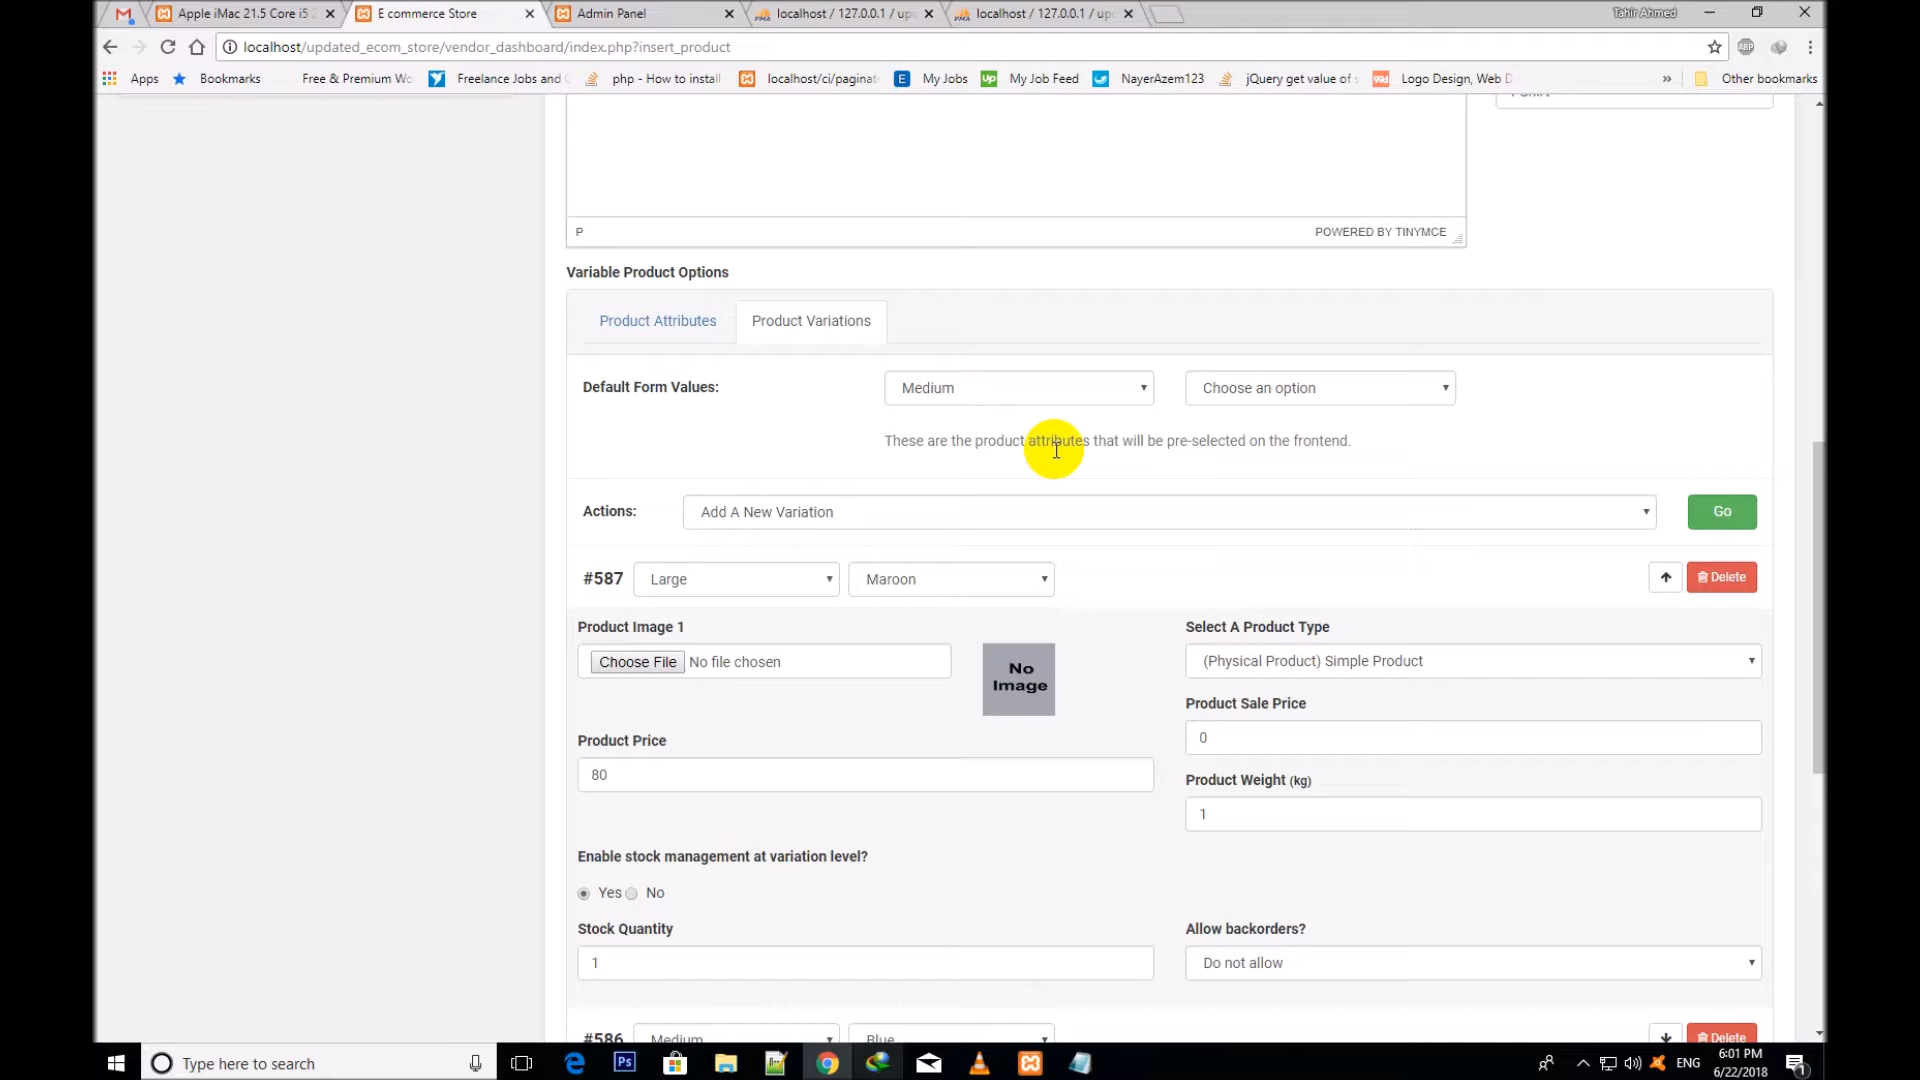 Apple iMac 21.5 Core i5 2
E commerce Store
Admin Panel
localhost / 127.0.0.1 / up
localhost / 127.0.0.1 / up
Tahir Ahmed
localhost/updated_ecom_store/vendor_dashboard/index.php?insert_product
ABP
Apps
Bookmarks
Free & Premium Wo
Freelance Jobs and
php - How to install
localhost/ci/paginat
E
My Jobs
Up
My Job Feed
NayerAzem123
jQuery get value of s
Logo Design, Web D
»
Other bookmarks
P
POWERED BY TINYMCE
Variable Product Options
Product Attributes
Product Variations
Default Form Values:
Medium
Choose an option
These are the product attributes that will be pre-selected on the frontend.
Actions:
Add A New Variation
Go
#587
Large
Maroon
Delete
Product Image 1
Choose File No file chosen
No Image
Select A Product Type
(Physical Product) Simple Product
Product Sale Price
0
Product Price
80
Product Weight (kg)
1
Enable stock management at variation level?
Yes No
Stock Quantity
1
Allow backorders?
Do not allow
#586
Medium
Blue
Delete
Type here to search
Ps
ENG
6:01 PM
6/22/2018
1